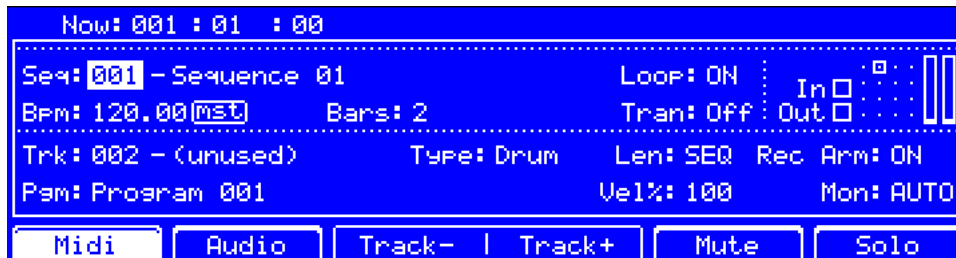 Now: 001 : 01 : 00
Seq: 001 - Sequence 01 Loop: ON In
Bpm: 120.00 mst Bars: 2 Tran: Off Out
Trk: 002 - (unused) Type: Drum Len: SEQ Rec Arm: ON
Pgm: Program 001 Vel%: 100 Mon: AUTO
Midi Audio Track- | Track+ Mute Solo